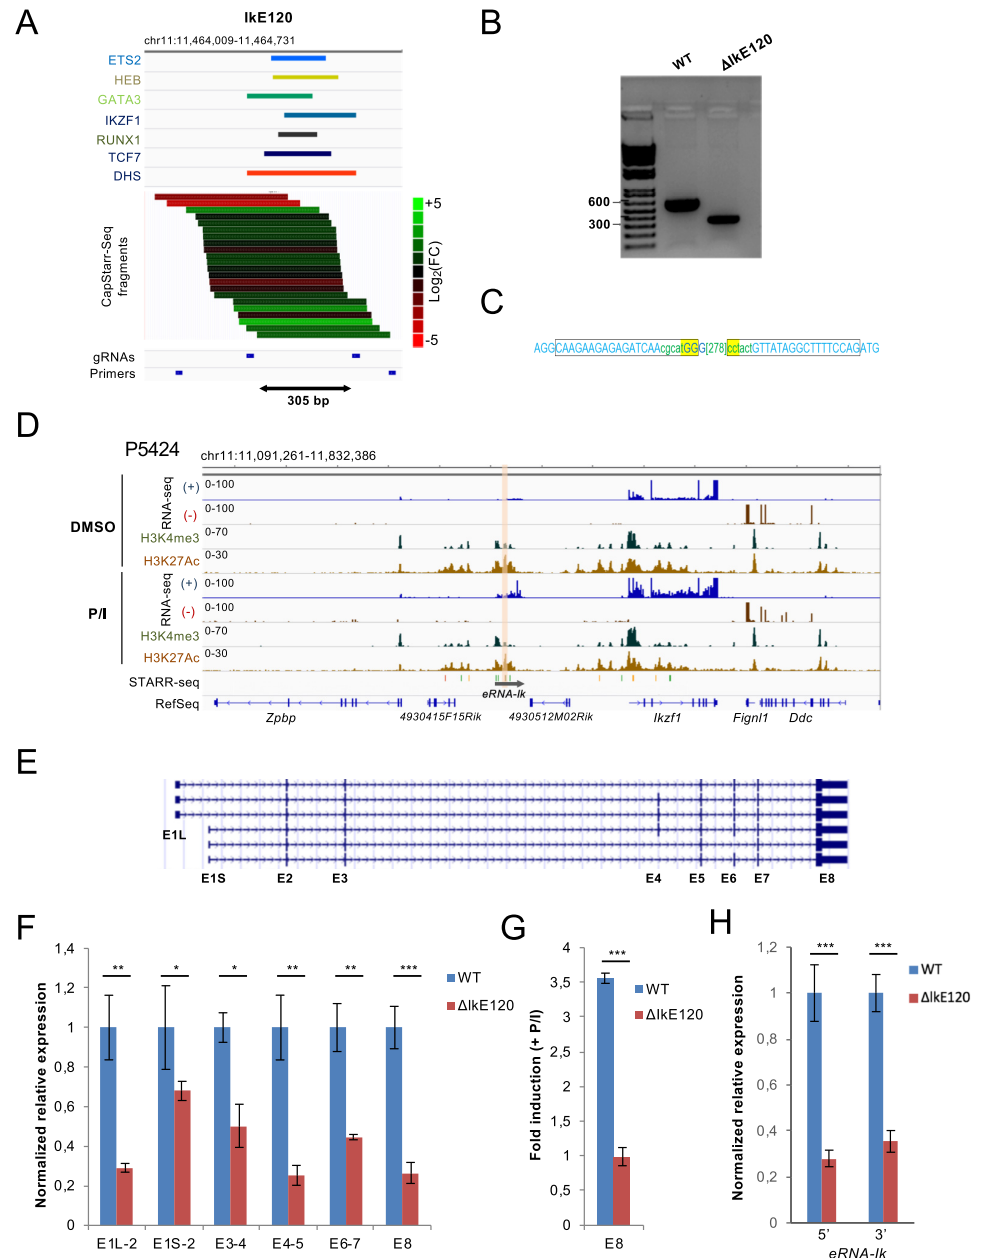 A
IkE120
chr11:11,464,009-11,464,731
ETS2
HEB
GATA3
IKZF1
RUNX1
TCF7
DHS
CapStarr-Seq
fragments
+5
Log2(FC)
-5
gRNAs
Primers
305 bp
B
WT
ΔIkE120
600
300
C
AGGCAAGAAGAGAGATCAAcgcatGGG[278]cctactGTTATAGGCTTTTCCAGATG
D
P5424
chr11:11,091,261-11,832,386
DMSO
RNA-seq
(+)
0-100
(-)
0-100
H3K4me3
0-70
H3K27Ac
0-30
P/I
RNA-seq
(+)
0-100
(-)
0-100
H3K4me3
0-70
H3K27Ac
0-30
STARR-seq
eRNA-Ik
RefSeq
Zpbp
4930415F15Rik
4930512M02Rik
Ikzf1
Fignl1
Ddc
E
E1L
E1S
E2
E3
E4
E5
E6
E7
E8
F
Normalized relative expression
1,4
1,2
1
0,8
0,6
0,4
0,2
0
** * * ** ** ***
WT
ΔIkE120
E1L-2 E1S-2 E3-4 E4-5 E6-7 E8
G
Fold induction (+ P/I)
4
3,5
3
2,5
2
1,5
1
0,5
0
***
WT
ΔIkE120
E8
H
Normalized relative expression
1,2
1
0,8
0,6
0,4
0,2
0
*** ***
WT
ΔIkE120
5' 3'
eRNA-Ik